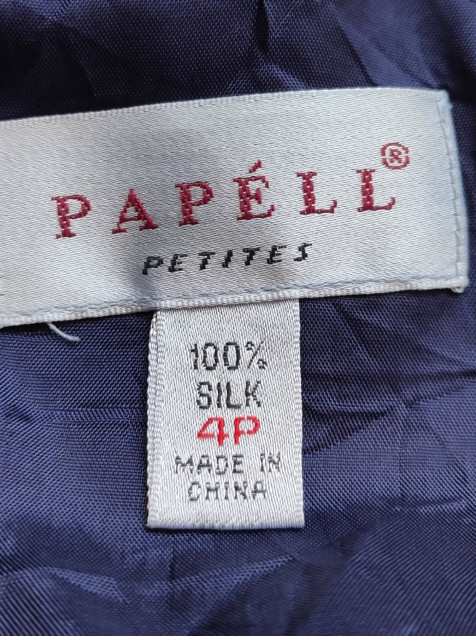 PAPÉLL®
PETITES
100%
SILK
4P
MADE IN
CHINA